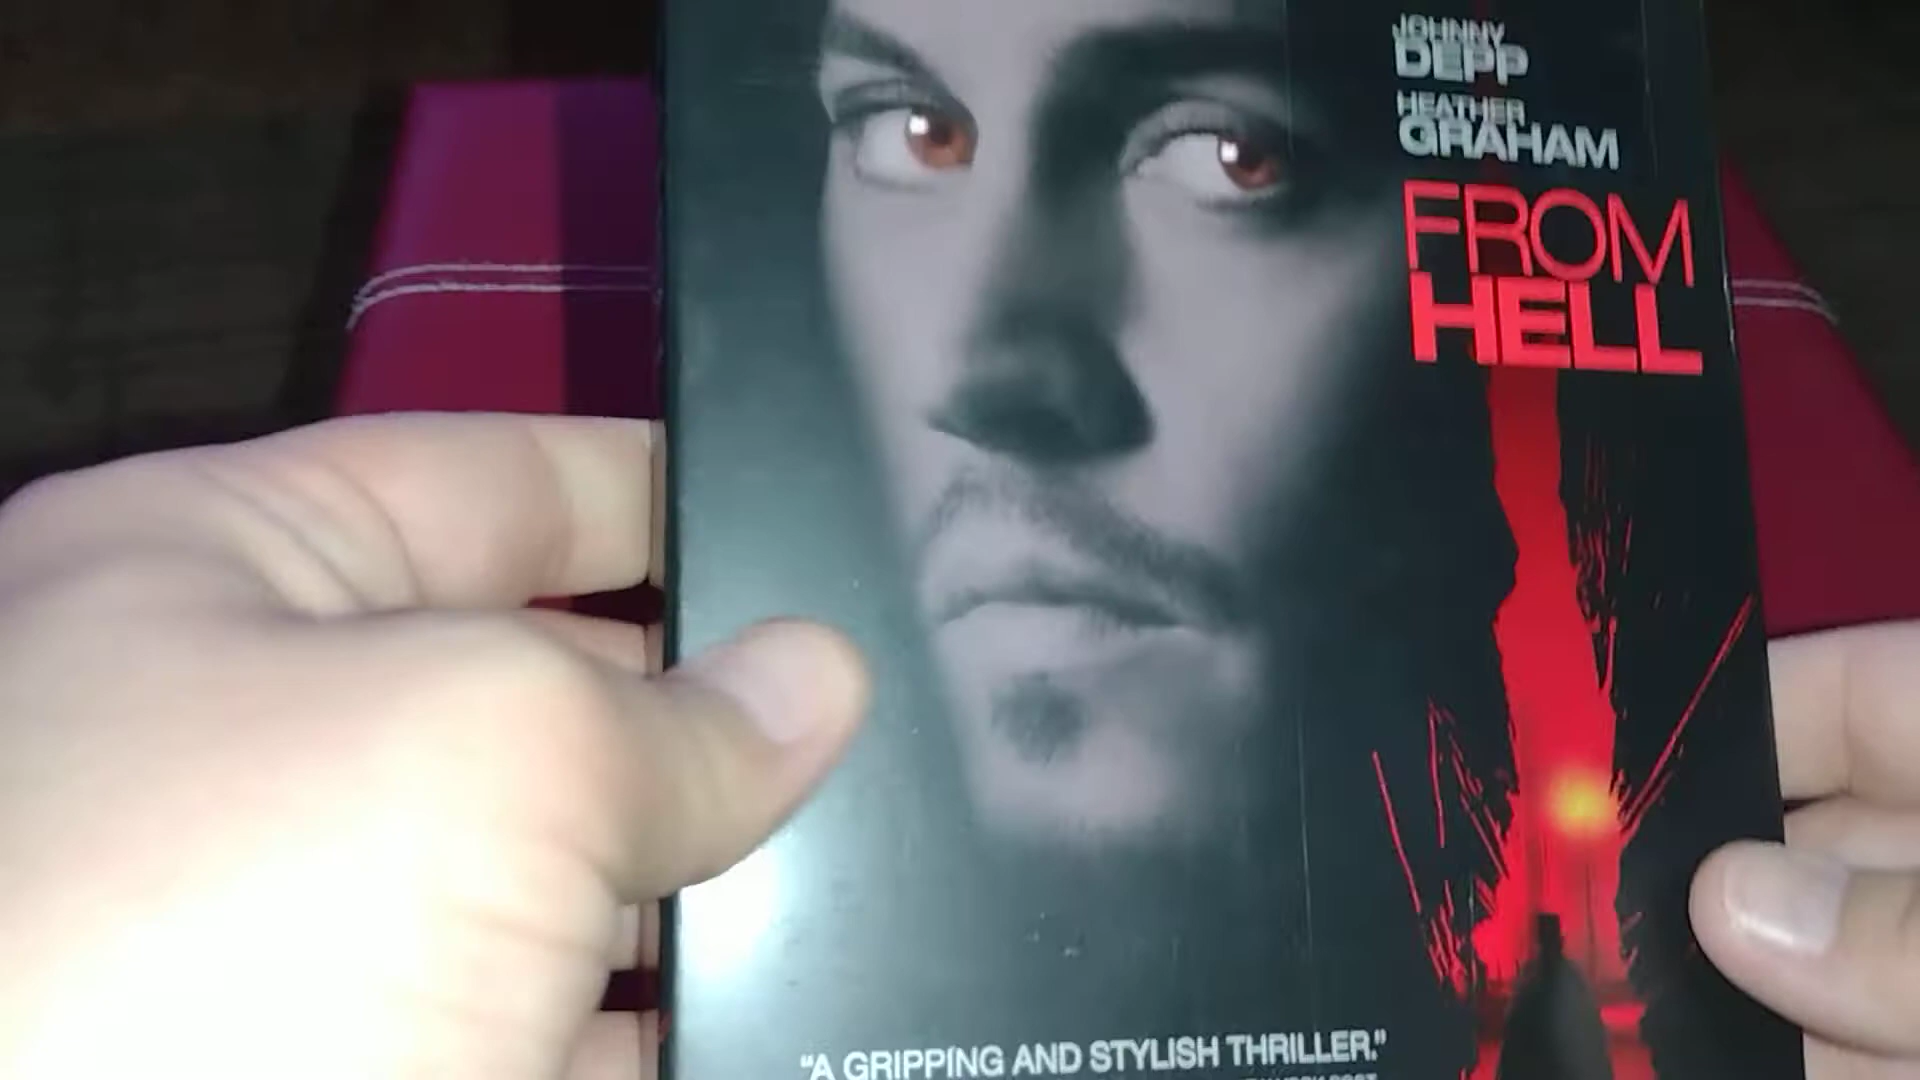 JOHNNY
DEPP
HEATHER
GRAHAM
FROM
HELL
“A GRIPPING AND STYLISH THRILLER.”